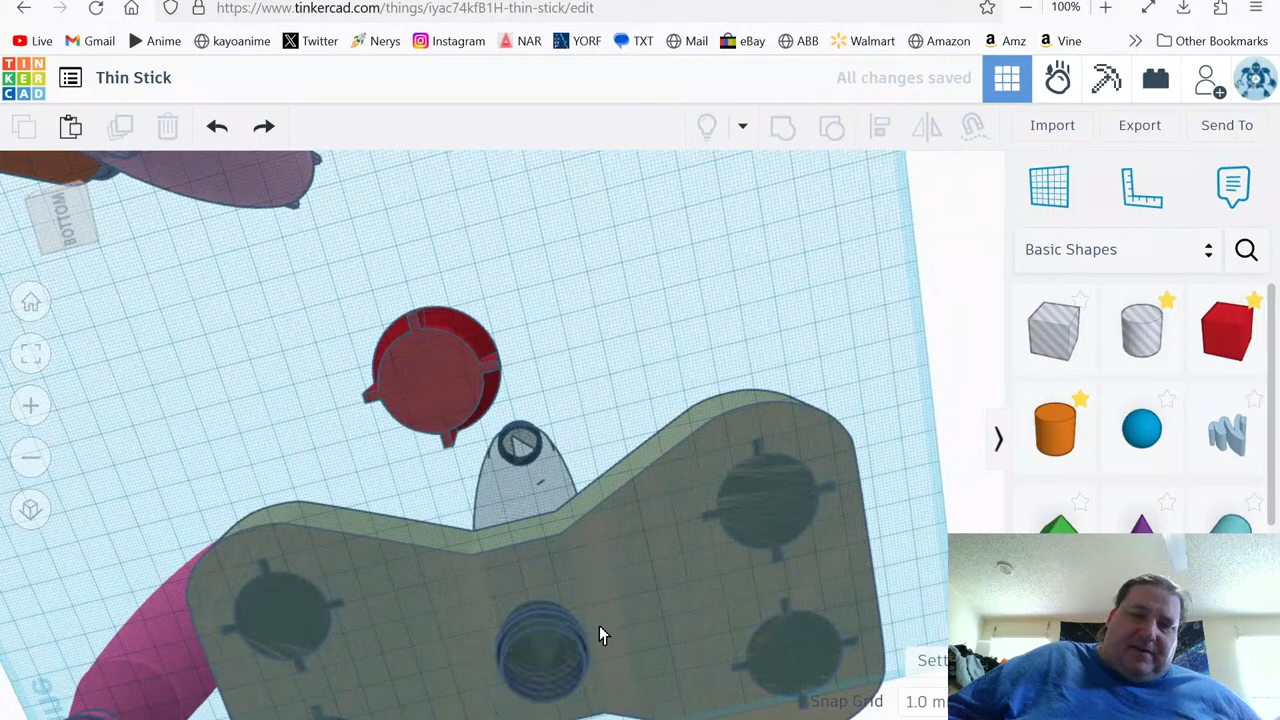 https://www.tinkercad.com/things/iyac74kfB1H-thin-stick/edit
100%
Live
Gmail
Anime
kayoanime
Twitter
Nerys
Instagram
NAR
YORF
TXT
Mail
eBay
ABB
Walmart
Amazon
Amz
Vine
Other Bookmarks
TIN
KER
CAD
Thin Stick
All changes saved
Import
Export
Send To
BOTTOM
Basic Shapes
Sett
Snap Grid
1.0 m